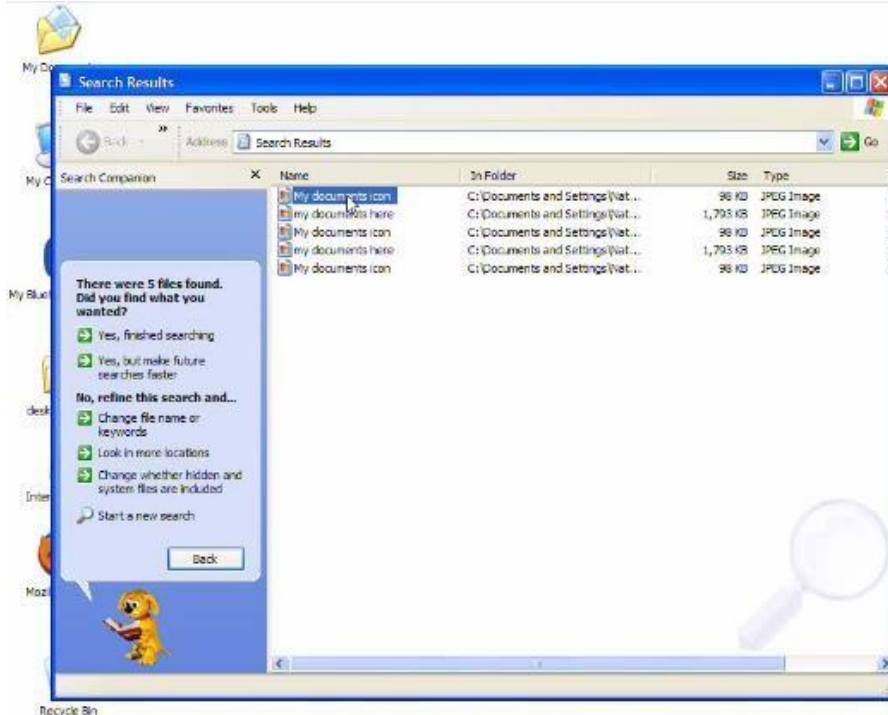 My Do
Search Results
File Edit View Favorites Tools Help
Back Address Search Results Go
My C
Search Companion
Name In Folder Size Type
My documents icon C:\Documents and Settings\Nat... 98 KB JPEG Image
my documents here C:\Documents and Settings\Nat... 1,793 KB JPEG Image
My documents icon C:\Documents and Settings\Nat... 98 KB JPEG Image
my documents here C:\Documents and Settings\Nat... 1,793 KB JPEG Image
My documents icon C:\Documents and Settings\Nat... 98 KB JPEG Image
There were 5 files found.
Did you find what you
wanted?
My Bluet
Yes, finished searching
Yes, but make future
searches faster
No, refine this search and...
desk
Change file name or
keywords
Look in more locations
Change whether hidden and
system files are included
Inter
Start a new search
Back
Mozil
Recycle Bin